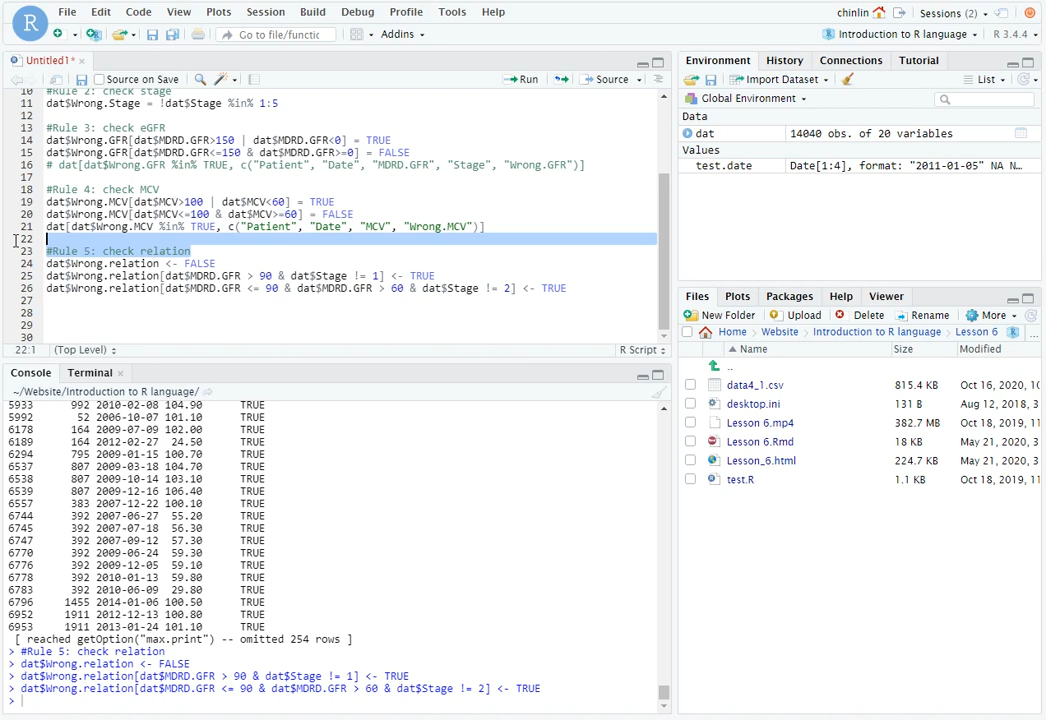 File Edit Code View Plots Session Build Debug Profile Tools Help
chinlin Sessions (2)
R Go to file/functic Addins
Introduction to R language R 3.4.4
Untitled1*
Source on Save Run Source
10 #Rule 2: check stage
11 dat$Wrong.Stage = !dat$Stage %in% 1:5
12
13 #Rule 3: check eGFR
14 dat$Wrong.GFR[dat$MDRD.GFR>150 | dat$MDRD.GFR<0] = TRUE
15 dat$Wrong.GFR[dat$MDRD.GFR<=150 & dat$MDRD.GFR>=0] = FALSE
16 # dat[dat$Wrong.GFR %in% TRUE, c("Patient", "Date", "MDRD.GFR", "Stage", "Wrong.GFR")]
17
18 #Rule 4: check MCV
19 dat$Wrong.MCV[dat$MCV>100 | dat$MCV<60] = TRUE
20 dat$Wrong.MCV[dat$MCV<=100 & dat$MCV>=60] = FALSE
21 dat[dat$Wrong.MCV %in% TRUE, c("Patient", "Date", "MCV", "Wrong.MCV")]
22
23 #Rule 5: check relation
24 dat$Wrong.relation <- FALSE
25 dat$Wrong.relation[dat$MDRD.GFR > 90 & dat$Stage != 1] <- TRUE
26 dat$Wrong.relation[dat$MDRD.GFR <= 90 & dat$MDRD.GFR > 60 & dat$Stage != 2] <- TRUE
27
28
29
30
22:1 (Top Level) R Script
Console Terminal
~/Website/Introduction to R language/
5933 992 2010-02-08 104.90 TRUE
5992 52 2006-10-07 101.10 TRUE
6178 164 2009-07-09 102.00 TRUE
6189 164 2012-02-27 24.50 TRUE
6294 795 2009-01-15 100.70 TRUE
6537 807 2009-03-18 104.70 TRUE
6538 807 2009-10-14 103.10 TRUE
6539 807 2009-12-16 106.40 TRUE
6557 383 2007-12-22 100.10 TRUE
6744 392 2007-06-27 55.20 TRUE
6745 392 2007-07-18 56.30 TRUE
6747 392 2007-09-12 57.30 TRUE
6770 392 2009-06-24 59.30 TRUE
6776 392 2009-12-05 59.10 TRUE
6778 392 2010-01-13 59.80 TRUE
6783 392 2010-06-09 29.80 TRUE
6796 1455 2014-01-06 100.50 TRUE
6952 1911 2012-12-13 100.80 TRUE
6953 1911 2013-01-24 101.10 TRUE
[ reached getOption("max.print") -- omitted 254 rows ]
> #Rule 5: check relation
> dat$Wrong.relation <- FALSE
> dat$Wrong.relation[dat$MDRD.GFR > 90 & dat$Stage != 1] <- TRUE
> dat$Wrong.relation[dat$MDRD.GFR <= 90 & dat$MDRD.GFR > 60 & dat$Stage != 2] <- TRUE
>
Environment History Connections Tutorial
Import Dataset List
Global Environment
Data
dat 14040 obs. of 20 variables
Values
test.date Date[1:4], format: "2011-01-05" NA N…
Files Plots Packages Help Viewer
New Folder Upload Delete Rename More
Home Website Introduction to R language Lesson 6 ...
Name Size Modified
..
data4_1.csv 815.4 KB Oct 16, 2020, 10
desktop.ini 131 B Aug 12, 2018, 3
Lesson 6.mp4 382.7 MB Oct 18, 2019, 11
Lesson 6.Rmd 18 KB May 21, 2020, 3
Lesson_6.html 224.7 KB May 21, 2020, 3
test.R 1.1 KB Oct 18, 2019, 11